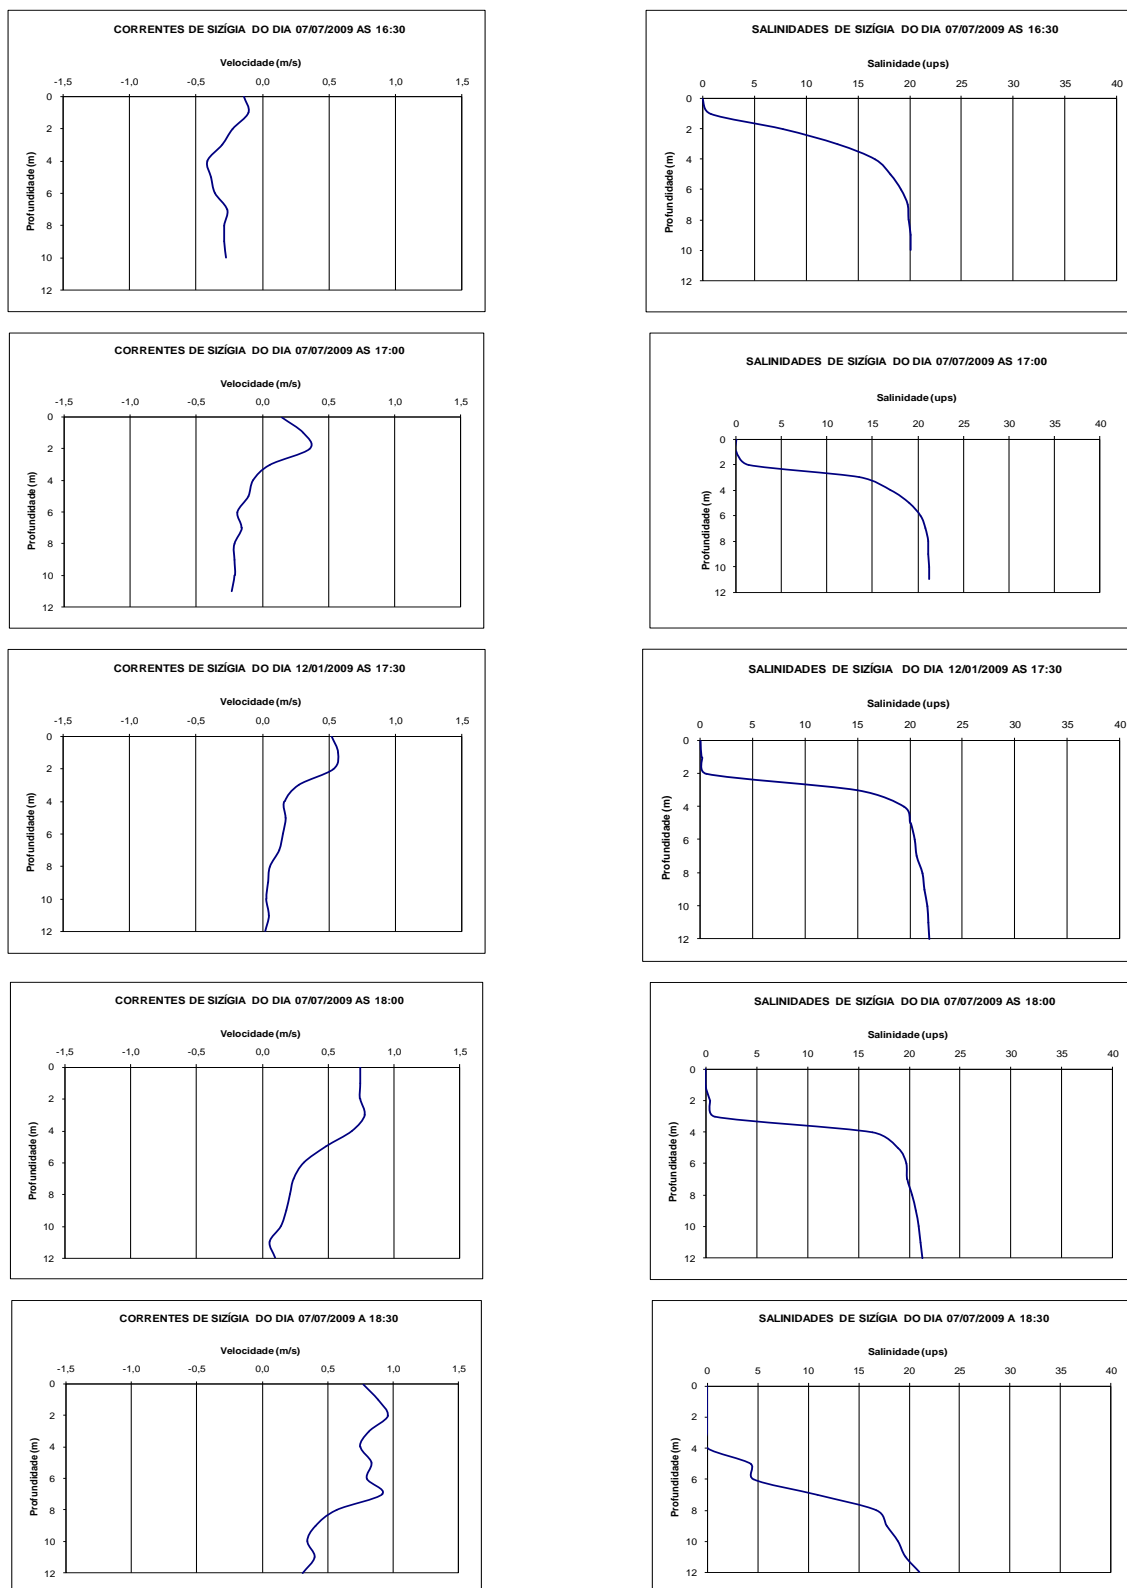 CORRENTES DE SIZÍGIA DO DIA 07/07/2009 AS 16:30
Velocidade (m/s)
-1,5 -1,0 -0,5 0,0 0,5 1,0 1,5
0
2
4
6
8
10
12
Profundidade (m)
SALINIDADES DE SIZÍGIA DO DIA 07/07/2009 AS 16:30
Salinidade (ups)
0 5 10 15 20 25 30 35 40
0
2
4
6
8
10
12
Profundidade (m)
CORRENTES DE SIZÍGIA DO DIA 07/07/2009 AS 17:00
Velocidade (m/s)
-1,5 -1,0 -0,5 0,0 0,5 1,0 1,5
0
2
4
6
8
10
12
Profundidade (m)
SALINIDADES DE SIZÍGIA DO DIA 07/07/2009 AS 17:00
Salinidade (ups)
0 5 10 15 20 25 30 35 40
0
2
4
6
8
10
12
Profundidade (m)
CORRENTES DE SIZÍGIA DO DIA 12/01/2009 AS 17:30
Velocidade (m/s)
-1,5 -1,0 -0,5 0,0 0,5 1,0 1,5
0
2
4
6
8
10
12
Profundidade (m)
SALINIDADES DE SIZÍGIA DO DIA 12/01/2009 AS 17:30
Salinidade (ups)
0 5 10 15 20 25 30 35 40
0
2
4
6
8
10
12
Profundidade (m)
CORRENTES DE SIZÍGIA DO DIA 07/07/2009 AS 18:00
Velocidade (m/s)
-1,5 -1,0 -0,5 0,0 0,5 1,0 1,5
0
2
4
6
8
10
12
Profundidade (m)
SALINIDADES DE SIZÍGIA DO DIA 07/07/2009 AS 18:00
Salinidade (ups)
0 5 10 15 20 25 30 35 40
0
2
4
6
8
10
12
Profundidade (m)
CORRENTES DE SIZÍGIA DO DIA 07/07/2009 A 18:30
Velocidade (m/s)
-1,5 -1,0 -0,5 0,0 0,5 1,0 1,5
0
2
4
6
8
10
12
Profundidade (m)
SALINIDADES DE SIZÍGIA DO DIA 07/07/2009 A 18:30
Salinidade (ups)
0 5 10 15 20 25 30 35 40
0
2
4
6
8
10
12
Profundidade (m)